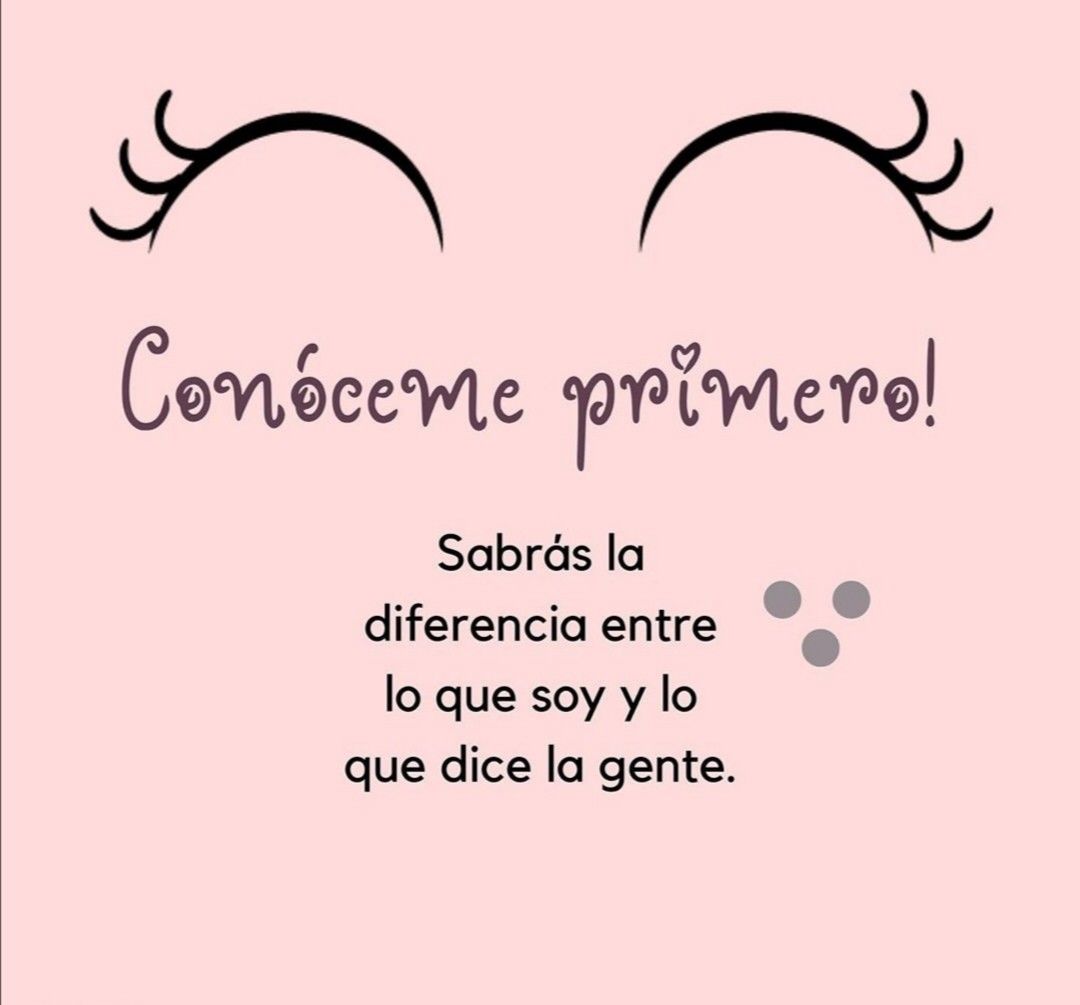 Conóceme primero!
Sabrás la
diferencia entre
lo que soy y lo
que dice la gente.